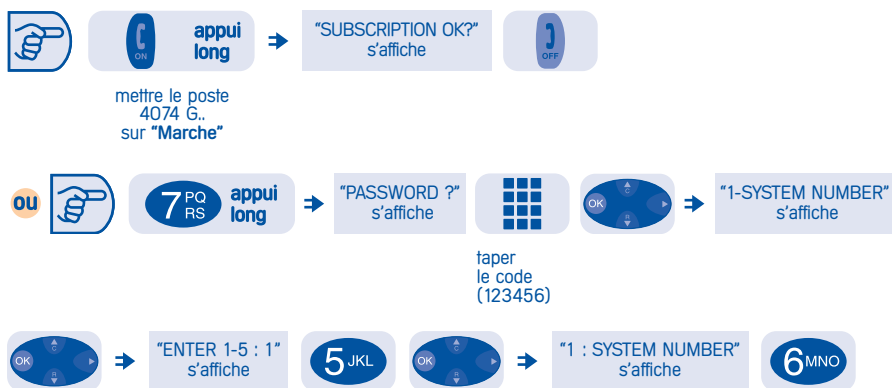 appui
long
ON
"SUBSCRIPTION OK?"
s'affiche
OFF
mettre le poste
4074 G..
sur "Marche"
ou
7 PQ
RS
appui
long
"PASSWORD ?"
s'affiche
OK
C
R
"1-SYSTEM NUMBER"
s'affiche
taper
le code
(123456)
OK
C
R
"ENTER 1-5 : 1"
s'affiche
5 JKL
OK
C
R
"1 : SYSTEM NUMBER"
s'affiche
6 MNO